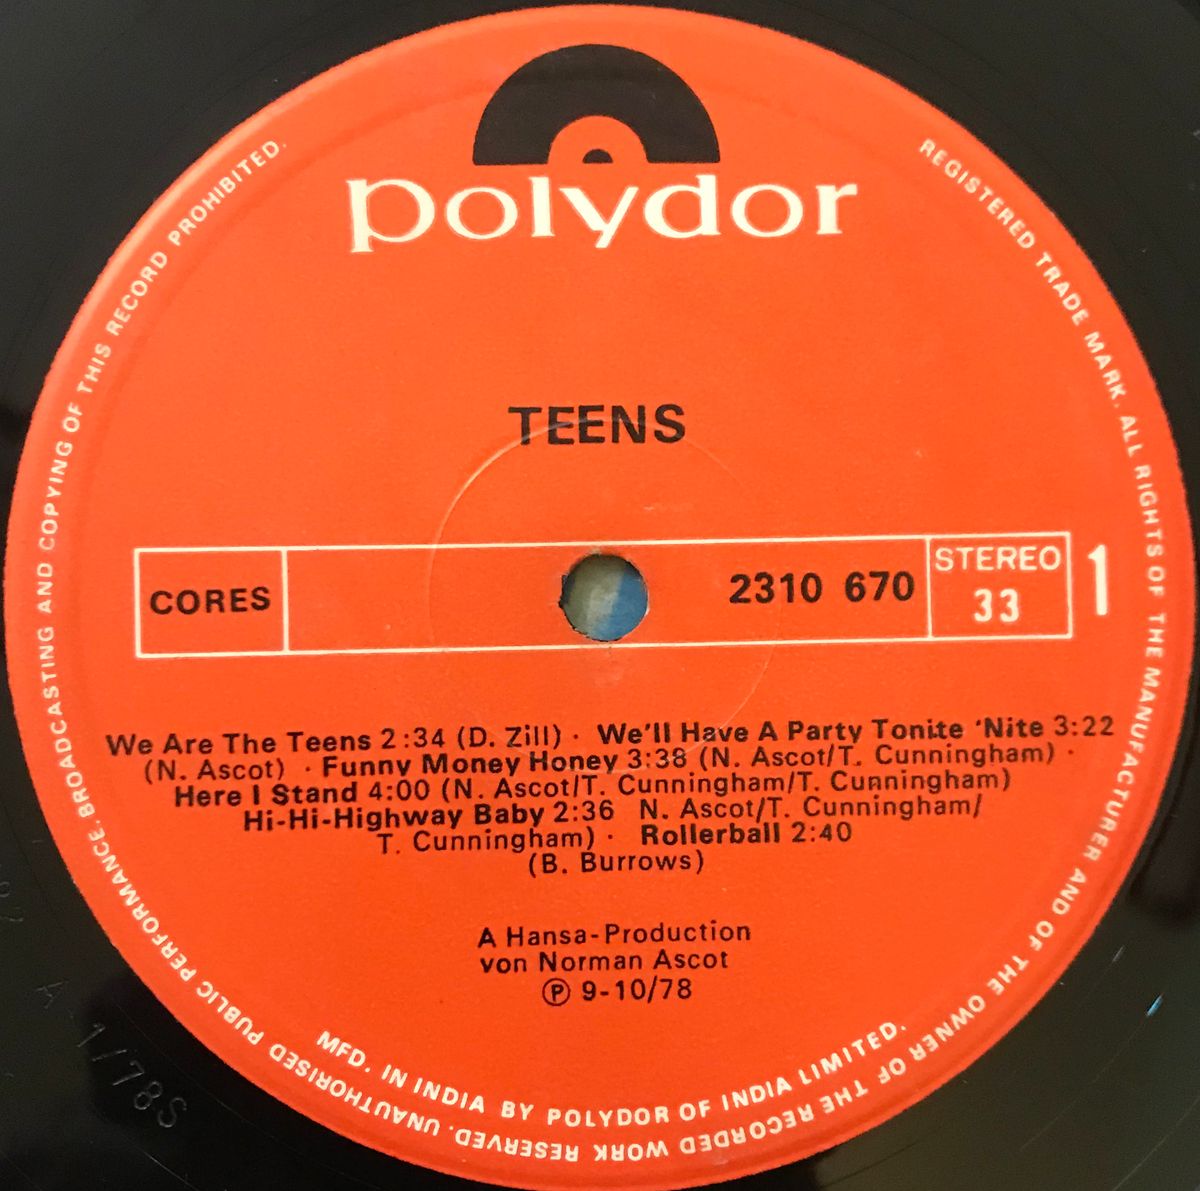 polydor
TEENS
CORES
2310 670
STEREO
33
1
We Are The Teens 2:34 (D. Zill) · We'll Have A Party Tonite 'Nite 3:22
(N. Ascot) · Funny Money Honey 3:38 (N. Ascot/T. Cunningham) ·
Here I Stand 4:00 (N. Ascot/T. Cunningham/T. Cunningham)
Hi-Hi-Highway Baby 2:36 N. Ascot/T. Cunningham/
T. Cunningham) · Rollerball 2:40
(B. Burrows)
A Hansa-Production
von Norman Ascot
℗ 9-10/78
MFD. IN INDIA BY POLYDOR OF INDIA LIMITED.
REGISTERED TRADE MARK. ALL RIGHTS OF THE MANUFACTURER AND OF THE OWNER OF THE RECORDED WORK RESERVED. UNAUTHORISED PUBLIC PERFORMANCE. BROADCASTING AND COPYING OF THIS RECORD PROHIBITED.
A-1/78S